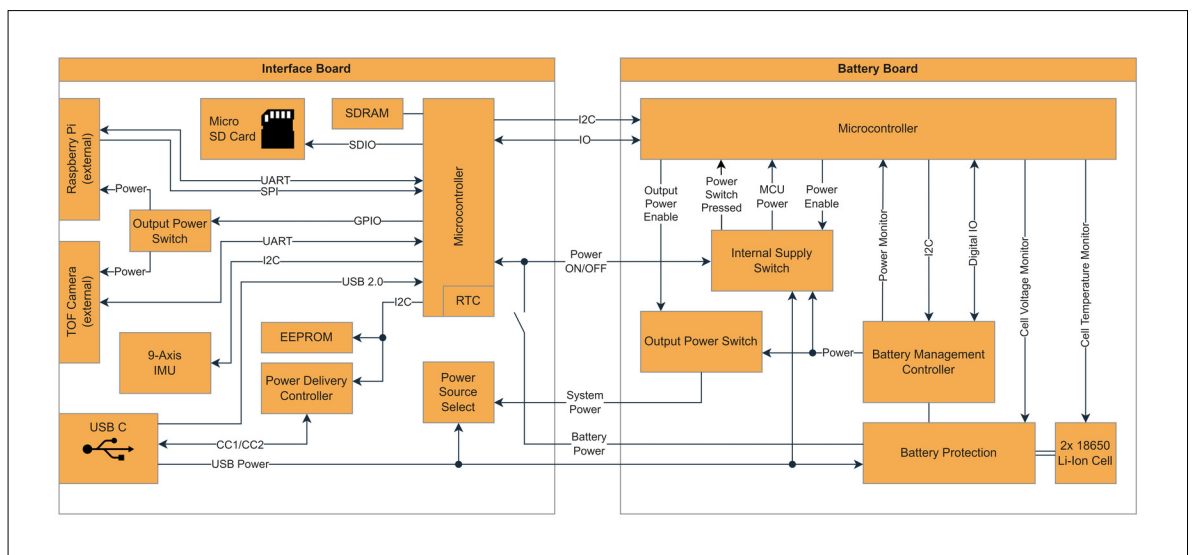 Interface Board
Battery Board
Raspberry Pi
(external)
Micro
SD Card
SDRAM
SDIO
UART
SPI
Power
Output Power
Switch
GPIO
Power
UART
I2C
TOF Camera
(external)
USB 2.0
I2C
Microcontroller
RTC
9-Axis
IMU
EEPROM
Power Delivery
Controller
Power
Source
Select
USB C
CC1/CC2
USB Power
I2C
IO
Power
ON/OFF
System
Power
Battery
Power
Microcontroller
Output
Power
Enable
Power
Switch
Pressed
MCU
Power
Power
Enable
Power Monitor
I2C
Digital IO
Cell Voltage Monitor
Cell Temperature Monitor
Internal Supply
Switch
Output Power Switch
Power
Battery Management
Controller
Battery Protection
2x 18650
Li-Ion Cell